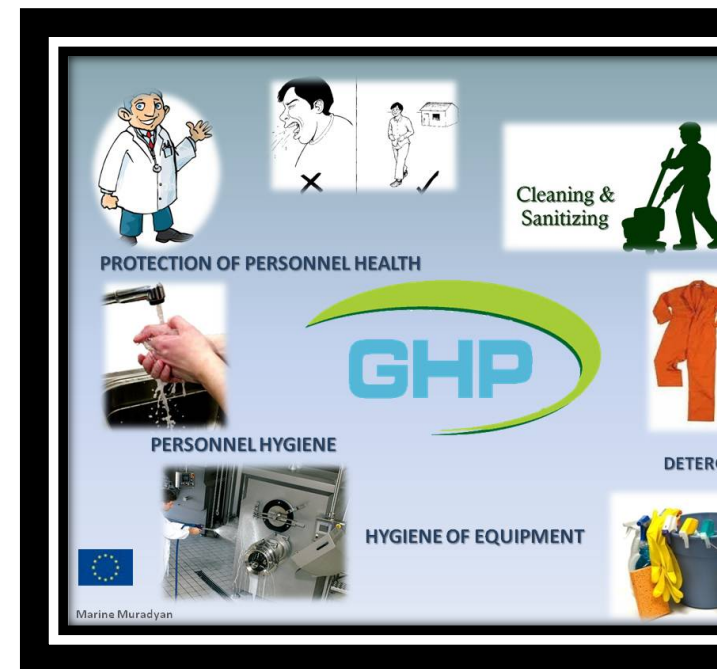 Cleaning &
Sanitizing
PROTECTION OF PERSONNEL HEALTH
GHP
PERSONNEL HYGIENE
HYGIENE OF EQUIPMENT
Marine Muradyan